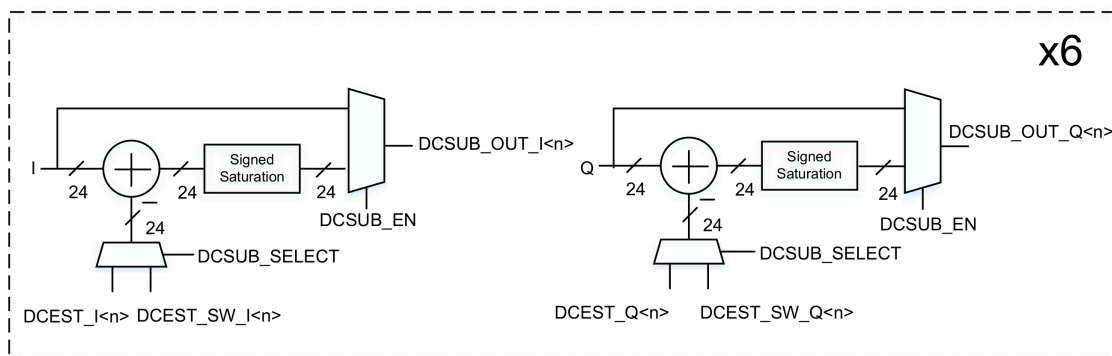 x6
I
24
24
Signed
Saturation
24
DCSUB_OUT_I<n>
DCSUB_EN
24
DCSUB_SELECT
DCEST_I<n>
DCEST_SW_I<n>
Q
24
24
Signed
Saturation
24
DCSUB_OUT_Q<n>
DCSUB_EN
24
DCSUB_SELECT
DCEST_Q<n>
DCEST_SW_Q<n>